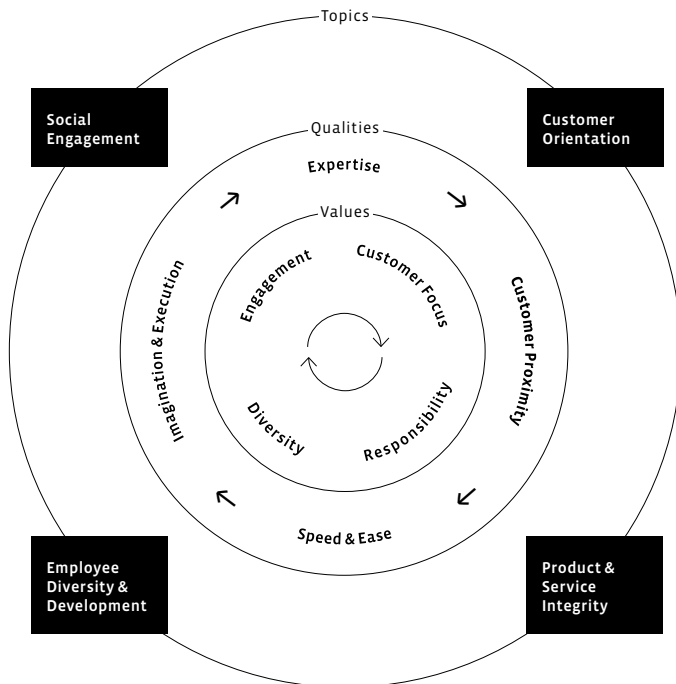 Topics
Social
Engagement
Customer
Orientation
Qualities
Expertise
Values
Engagement
Customer Focus
Imagination & Execution
Customer Proximity
Diversity
Responsibility
Speed & Ease
Employee
Diversity &
Development
Product &
Service
Integrity